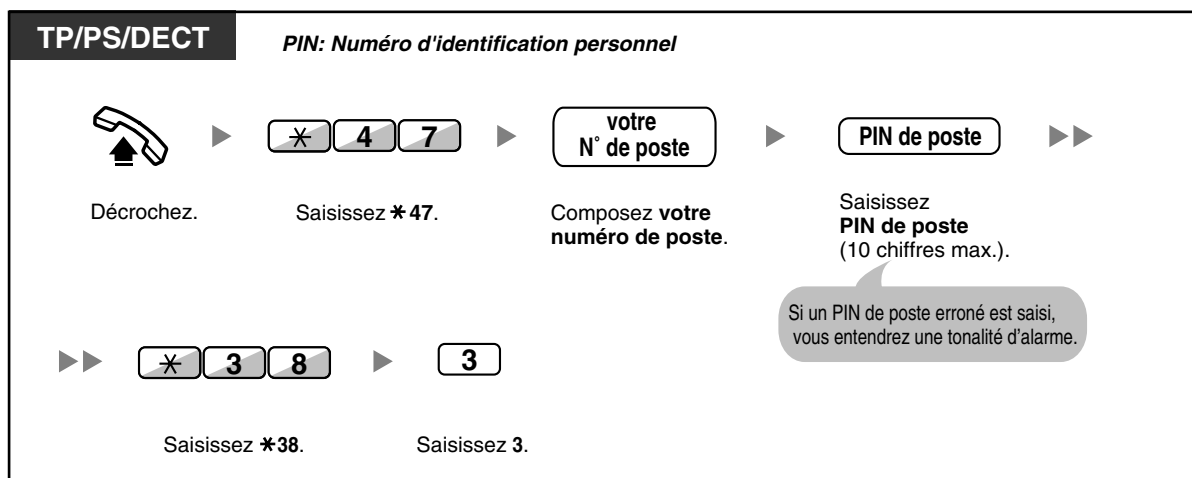 TP/PS/DECT
PIN: Numéro d'identification personnel
* 4 7
votre
N° de poste
PIN de poste
Décrochez.
Saisissez *47.
Composez votre
numéro de poste.
Saisissez
PIN de poste
(10 chiffres max.).
Si un PIN de poste erroné est saisi,
vous entendrez une tonalité d'alarme.
* 3 8
3
Saisissez *38.
Saisissez 3.